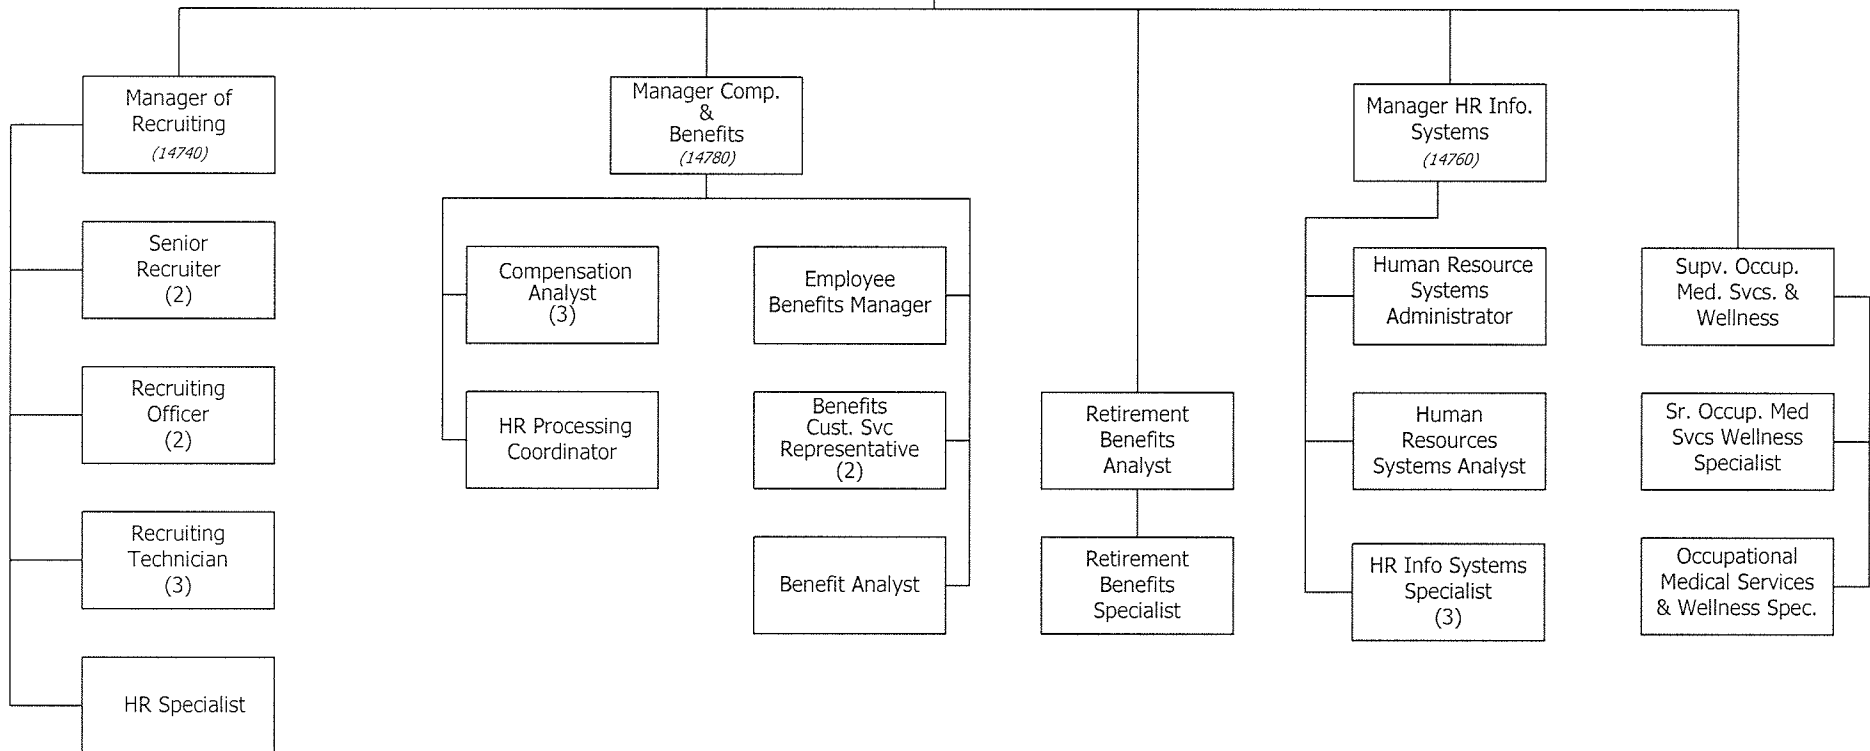 Manager of
Recruiting
(14740)
Senior
Recruiter
(2)
Recruiting
Officer
(2)
Recruiting
Technician
(3)
HR Specialist
Manager Comp.
&
Benefits
(14780)
Compensation
Analyst
(3)
HR Processing
Coordinator
Employee
Benefits Manager
Benefits
Cust. Svc
Representative
(2)
Benefit Analyst
Retirement
Benefits
Analyst
Retirement
Benefits
Specialist
Manager HR Info.
Systems
(14760)
Human Resource
Systems
Administrator
Human
Resources
Systems Analyst
HR Info Systems
Specialist
(3)
Supv. Occup.
Med. Svcs. &
Wellness
Sr. Occup. Med
Svcs Wellness
Specialist
Occupational
Medical Services
& Wellness Spec.